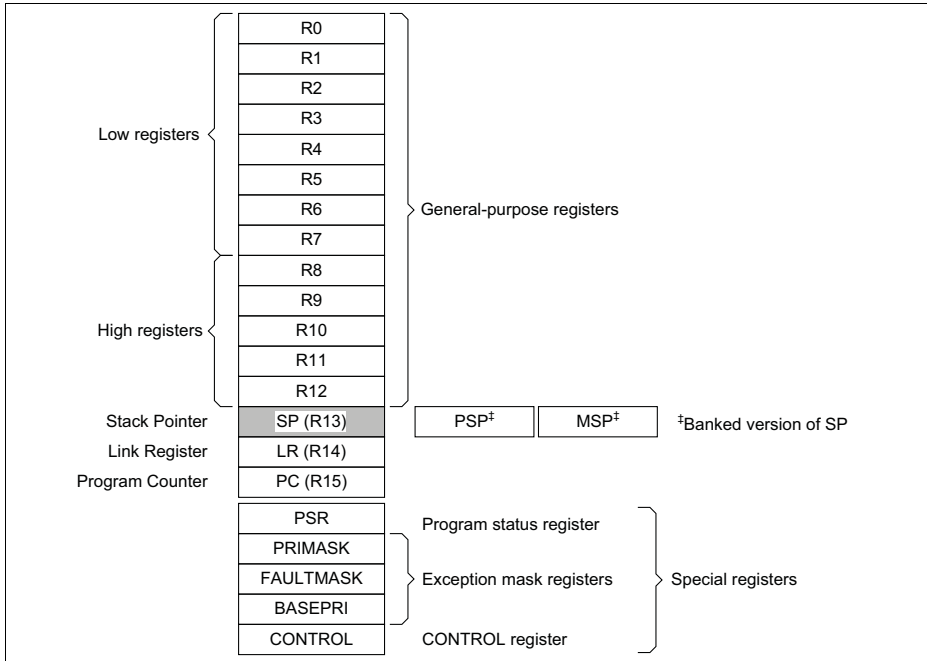 R0
R1
R2
R3
Low registers
R4
R5
R6
General-purpose registers
R7
R8
R9
High registers
R10
R11
R12
Stack Pointer SP (R13) PSP‡ MSP‡ ‡Banked version of SP
Link Register LR (R14)
Program Counter PC (R15)
PSR Program status register
PRIMASK
FAULTMASK Exception mask registers Special registers
BASEPRI
CONTROL CONTROL register